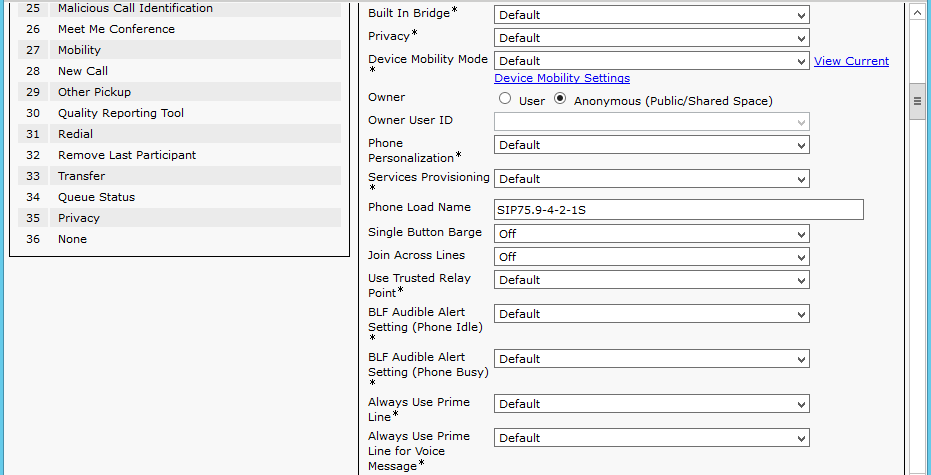 25 Malicious Call Identification
26 Meet Me Conference
27 Mobility
28 New Call
29 Other Pickup
30 Quality Reporting Tool
31 Redial
32 Remove Last Participant
33 Transfer
34 Queue Status
35 Privacy
36 None
Built In Bridge* Default
Privacy* Default
Device Mobility Mode Default View Current
* Device Mobility Settings
Owner User Anonymous (Public/Shared Space)
Owner User ID
Phone Default
Personalization*
Services Provisioning Default
*
Phone Load Name SIP75.9-4-2-1S
Single Button Barge Off
Join Across Lines Off
Use Trusted Relay Default
Point*
BLF Audible Alert Default
Setting (Phone Idle)
*
BLF Audible Alert Default
Setting (Phone Busy)
*
Always Use Prime Default
Line*
Always Use Prime Default
Line for Voice
Message*